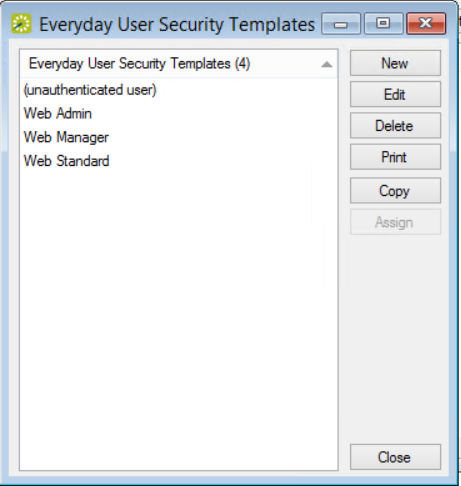 Everyday User Security Templates
Everyday User Security Templates (4)
(unauthenticated user)
Web Admin
Web Manager
Web Standard
New
Edit
Delete
Print
Copy
Assign
Close